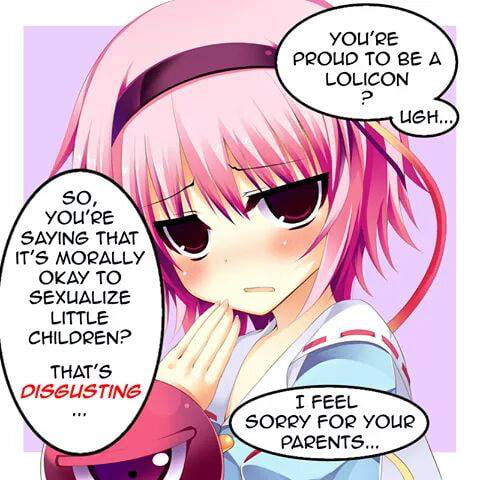 YOU'RE
PROUD TO BE A
LOLICON
?
UGH...
SO,
YOU'RE
SAYING THAT
IT'S MORALLY
OKAY TO
SEXUALIZE
LITTLE
CHILDREN?
THAT'S
DISGUSTING
...
I FEEL
SORRY FOR YOUR
PARENTS...